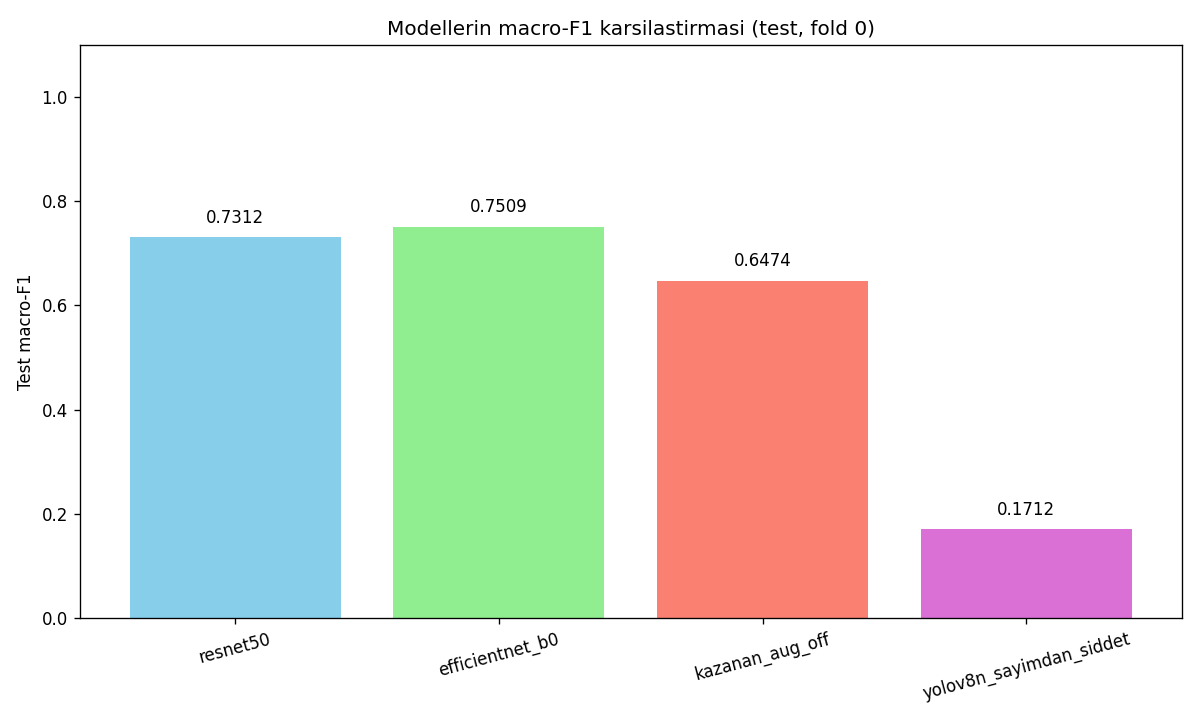 Modellerin macro-F1 karsilastirmasi (test, fold 0)
Test macro-F1
1.0
0.8
0.6
0.4
0.2
0.0
0.7312
0.7509
0.6474
0.1712
resnet50
efficientnet_b0
kazanan_aug_off
yolov8n_sayimdan_siddet